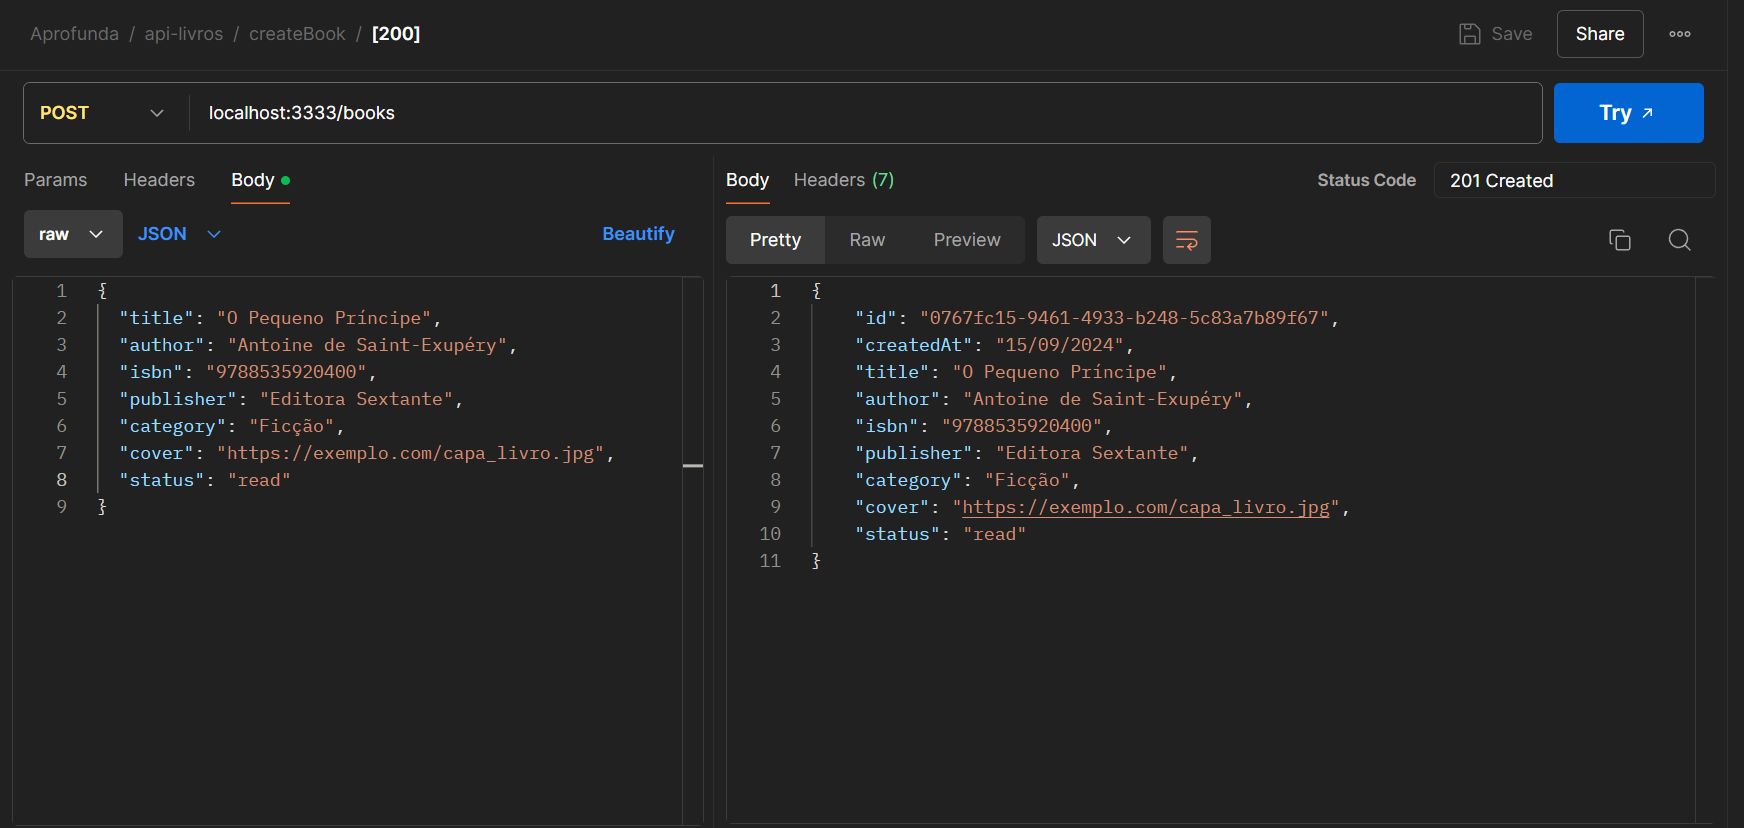 Aprofunda / api-livros / createBook / [200]
Save
Share
POST
localhost:3333/books
Try
Params Headers Body
raw JSON Beautify
1 {
2 "title": "O Pequeno Príncipe",
3 "author": "Antoine de Saint-Exupéry",
4 "isbn": "9788535920400",
5 "publisher": "Editora Sextante",
6 "category": "Ficção",
7 "cover": "https://exemplo.com/capa_livro.jpg",
8 "status": "read"
9 }
Body Headers (7)
Status Code 201 Created
Pretty Raw Preview JSON
1 {
2 "id": "0767fc15-9461-4933-b248-5c83a7b89f67",
3 "createdAt": "15/09/2024",
4 "title": "O Pequeno Príncipe",
5 "author": "Antoine de Saint-Exupéry",
6 "isbn": "9788535920400",
7 "publisher": "Editora Sextante",
8 "category": "Ficção",
9 "cover": "https://exemplo.com/capa_livro.jpg",
10 "status": "read"
11 }